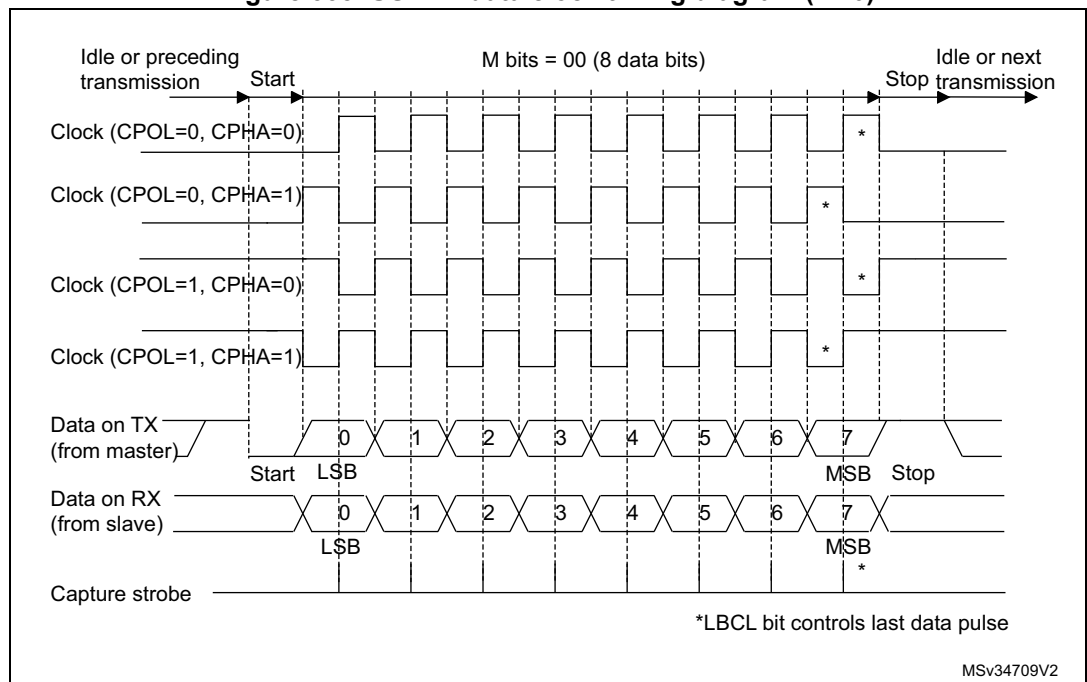 Idle or preceding transmission
Start
M bits = 00 (8 data bits)
Stop
Idle or next transmission
Clock (CPOL=0, CPHA=0)
*
Clock (CPOL=0, CPHA=1)
*
Clock (CPOL=1, CPHA=0)
*
Clock (CPOL=1, CPHA=1)
*
Data on TX
(from master)
0 1 2 3 4 5 6 7
Start LSB MSB Stop
Data on RX
(from slave)
0 1 2 3 4 5 6 7
LSB MSB
*
Capture strobe
*LBCL bit controls last data pulse
MSv34709V2